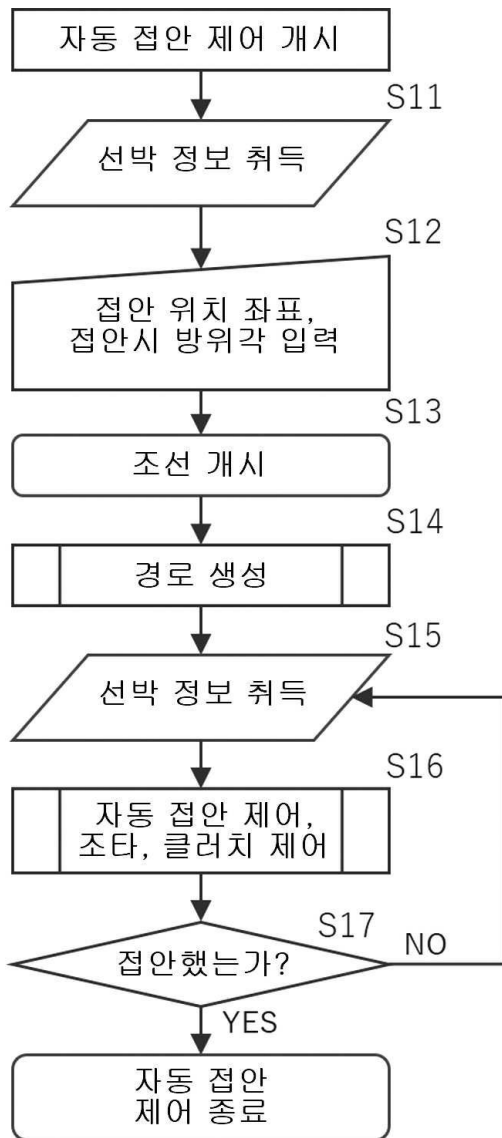 자동 접안 제어 개시
S11
선박 정보 취득
S12
접안 위치 좌표,
접안시 방위각 입력
S13
조선 개시
S14
경로 생성
S15
선박 정보 취득
S16
자동 접안 제어,
조타, 클러치 제어
S17
접안했는가?
NO
YES
자동 접안
제어 종료